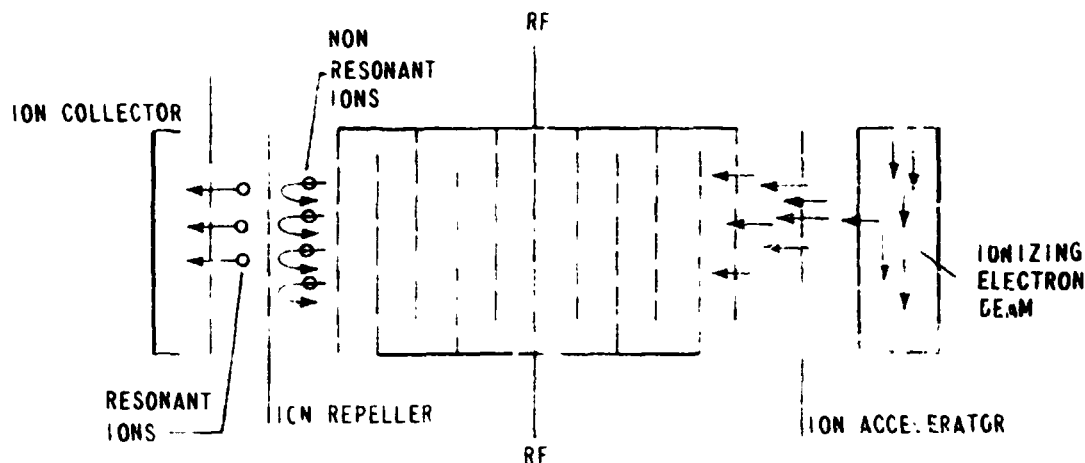 RF
NON
RESONANT
IONS
ION COLLECTOR
IONIZING
ELECTRON
BEAM
RESONANT
IONS
ION REPELLER
ION ACCELERATOR
RF